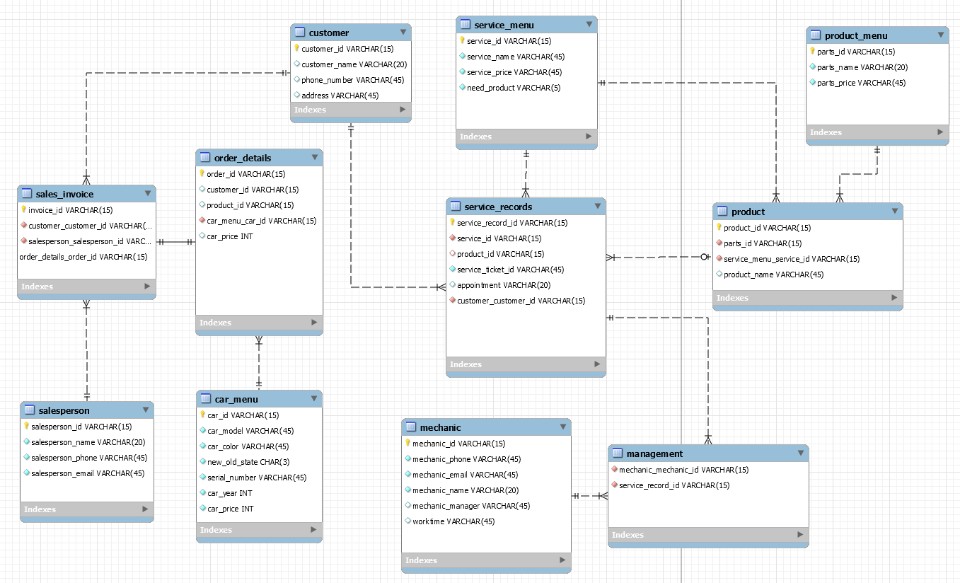 customer
customer_id VARCHAR(15)
customer_name VARCHAR(20)
phone_number VARCHAR(45)
address VARCHAR(45)
Indexes
service_menu
service_id VARCHAR(15)
service_name VARCHAR(45)
service_price VARCHAR(45)
need_product VARCHAR(5)
Indexes
product_menu
parts_id VARCHAR(15)
parts_name VARCHAR(20)
parts_price VARCHAR(45)
Indexes
sales_invoice
invoice_id VARCHAR(15)
customer_customer_id VARCHAR(...
salesperson_salesperson_id VARC...
order_details_order_id VARCHAR(15)
Indexes
order_details
order_id VARCHAR(15)
customer_id VARCHAR(15)
product_id VARCHAR(15)
car_menu_car_id VARCHAR(15)
car_price INT
Indexes
service_records
service_record_id VARCHAR(15)
service_id VARCHAR(15)
product_id VARCHAR(15)
service_ticket_id VARCHAR(45)
appointment VARCHAR(20)
customer_customer_id VARCHAR(15)
Indexes
product
product_id VARCHAR(15)
parts_id VARCHAR(15)
service_menu_service_id VARCHAR(15)
product_name VARCHAR(45)
Indexes
salesperson
salesperson_id VARCHAR(15)
salesperson_name VARCHAR(20)
salesperson_phone VARCHAR(45)
salesperson_email VARCHAR(45)
Indexes
car_menu
car_id VARCHAR(15)
car_model VARCHAR(45)
car_color VARCHAR(45)
new_old_state CHAR(3)
serial_number VARCHAR(45)
car_year INT
car_price INT
Indexes
mechanic
mechanic_id VARCHAR(15)
mechanic_phone VARCHAR(45)
mechanic_email VARCHAR(45)
mechanic_name VARCHAR(20)
mechanic_manager VARCHAR(45)
worktime VARCHAR(45)
Indexes
management
mechanic_mechanic_id VARCHAR(15)
service_record_id VARCHAR(15)
Indexes